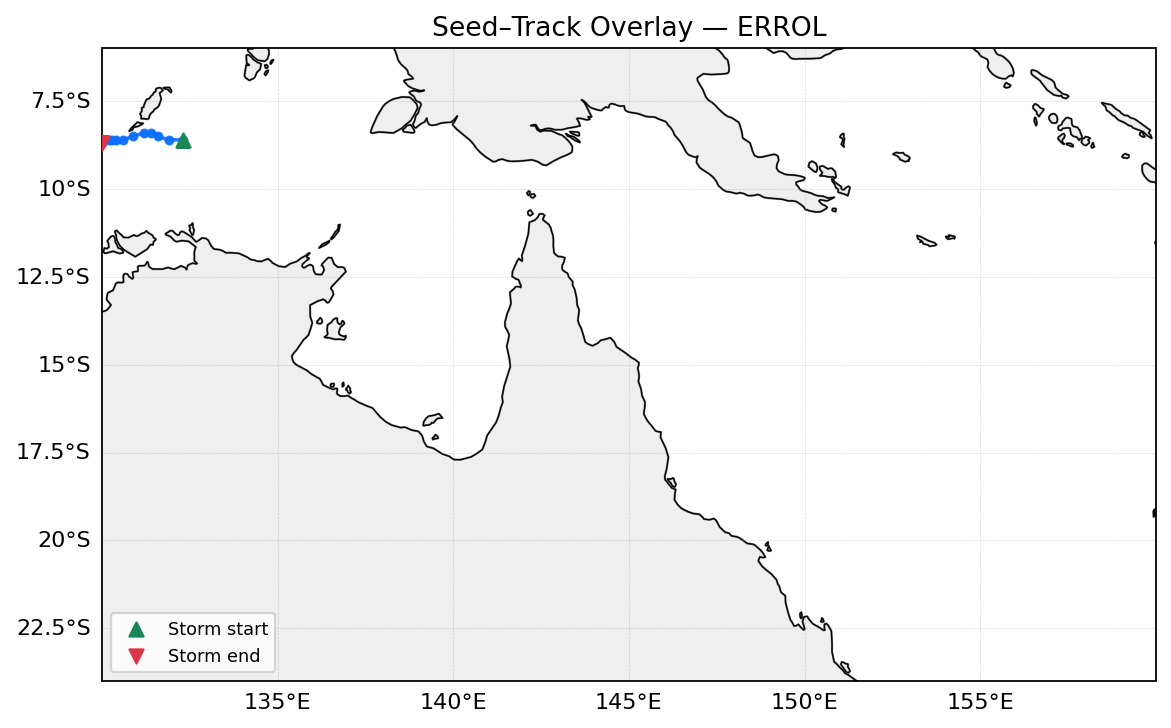 Seed–Track Overlay — ERROL
7.5°S
10°S
12.5°S
15°S
17.5°S
20°S
22.5°S
Storm start
Storm end
135°E
140°E
145°E
150°E
155°E